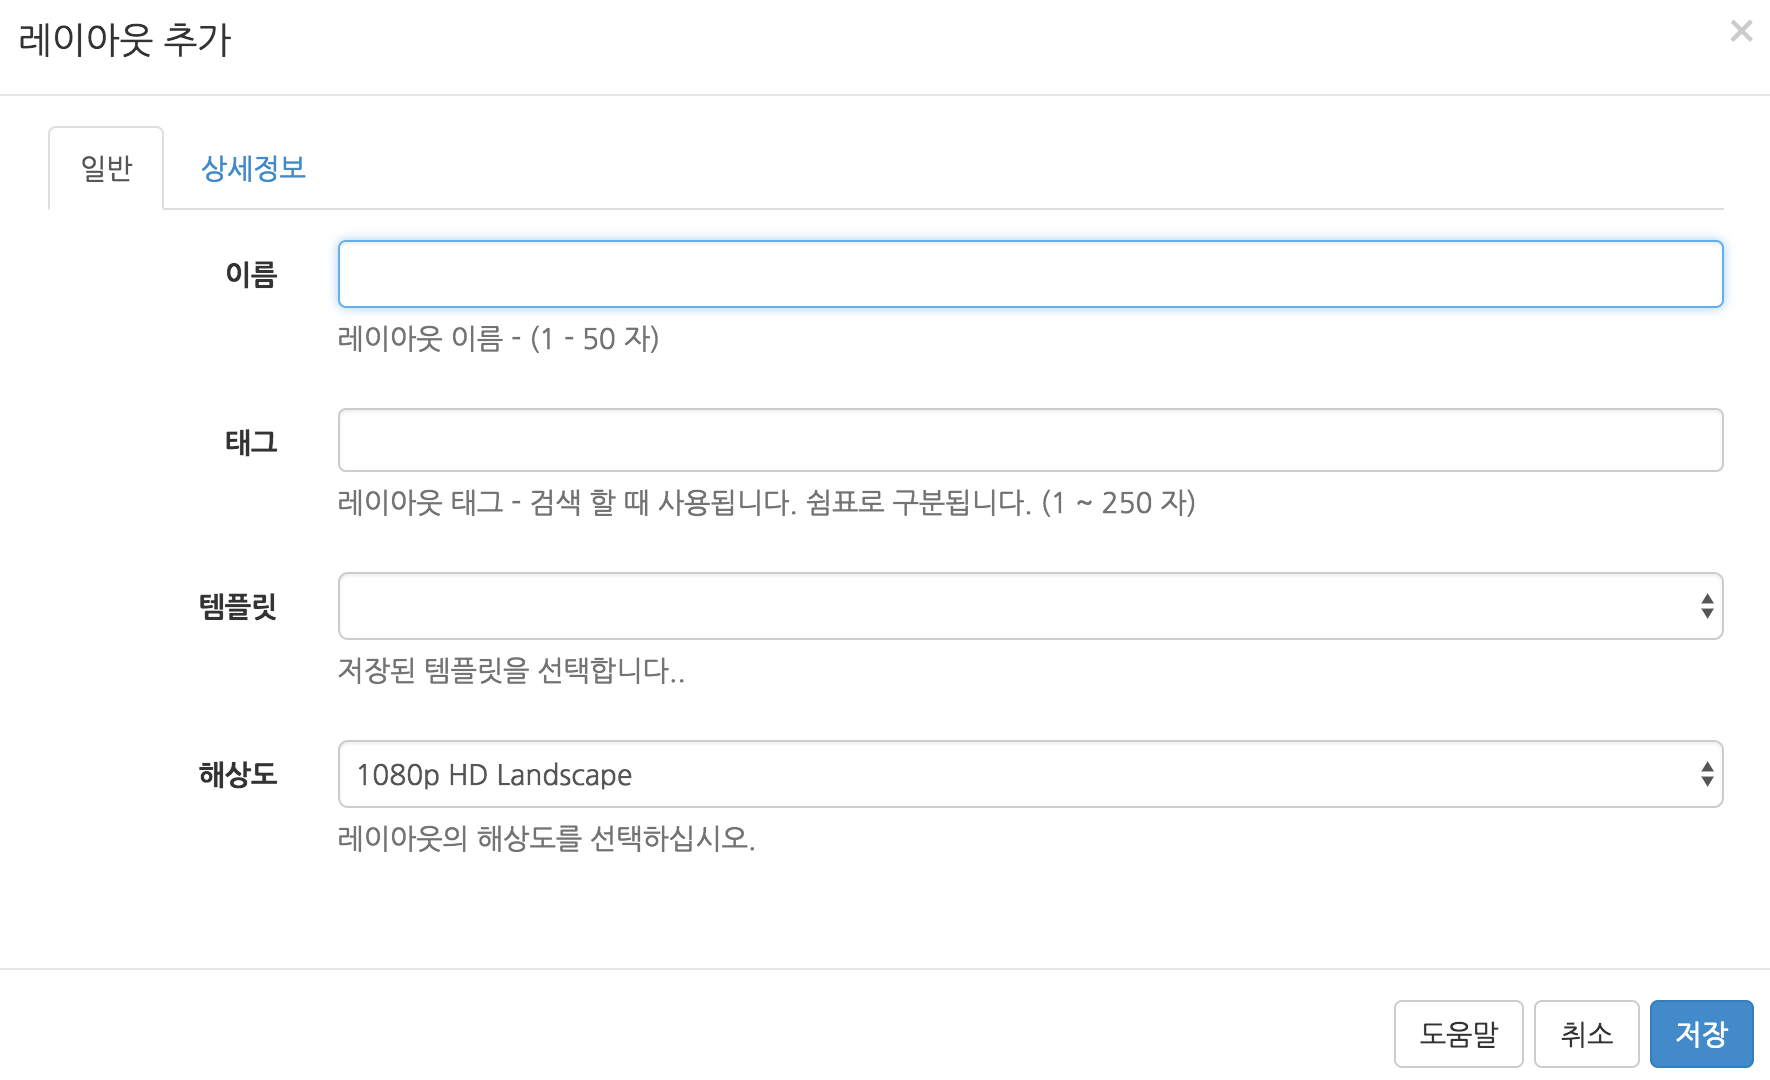 레이아웃 추가
×
일반 상세정보
이름
레이아웃 이름 - (1 - 50 자)
태그
레이아웃 태그 - 검색 할 때 사용됩니다. 쉼표로 구분됩니다. (1 ~ 250 자)
템플릿
저장된 템플릿을 선택합니다..
해상도 1080p HD Landscape
레이아웃의 해상도를 선택하십시오.
도움말 취소 저장